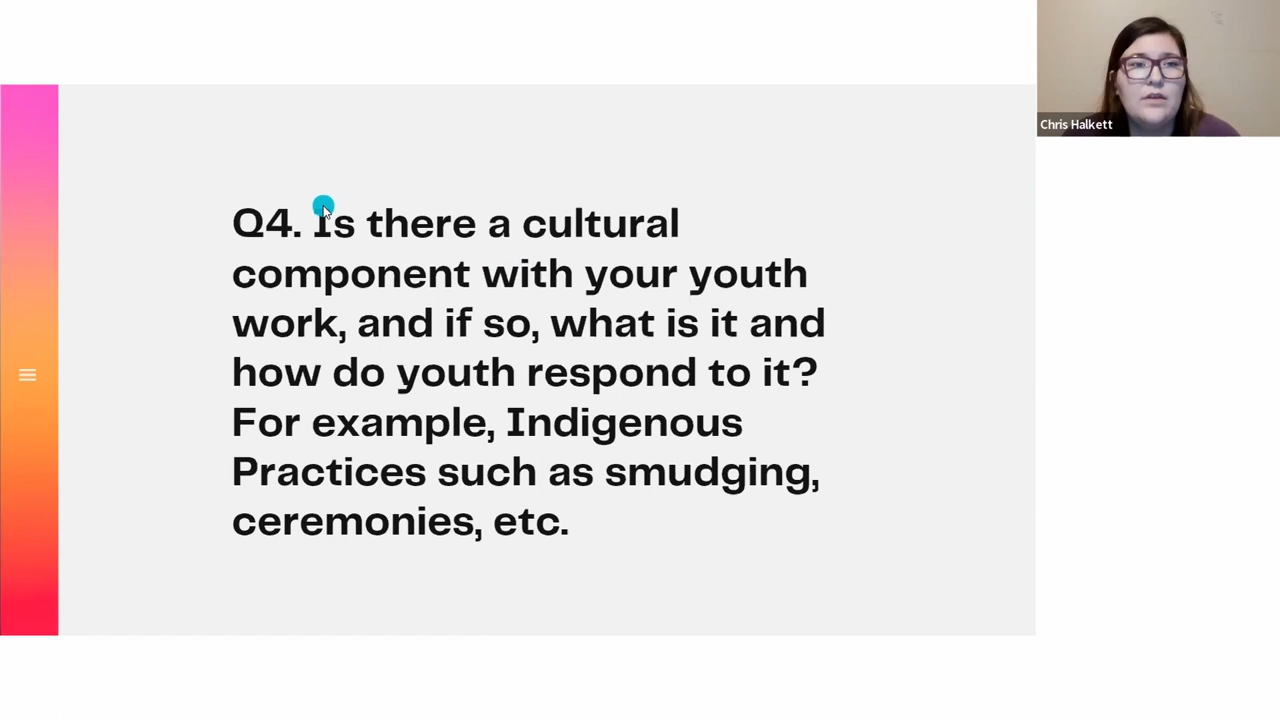 Q4. Is there a cultural
component with your youth
work, and if so, what is it and
how do youth respond to it?
For example, Indigenous
Practices such as smudging,
ceremonies, etc.
Chris Halkett